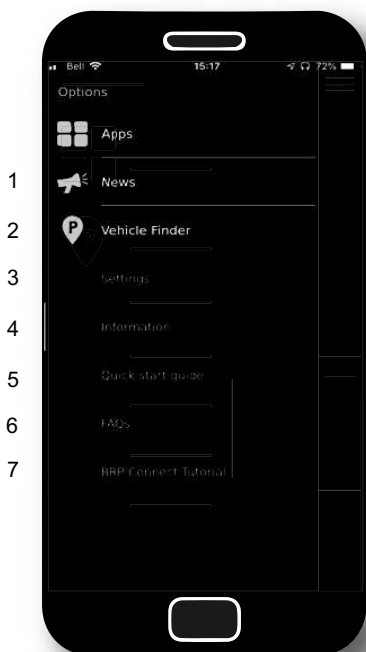 Bell 15:17 72%
Options
Apps
1 News
2 P Vehicle Finder
3 Settings
4 Information
5 Quick start guide
6 FAQs
7 BRP Connect Tutorial